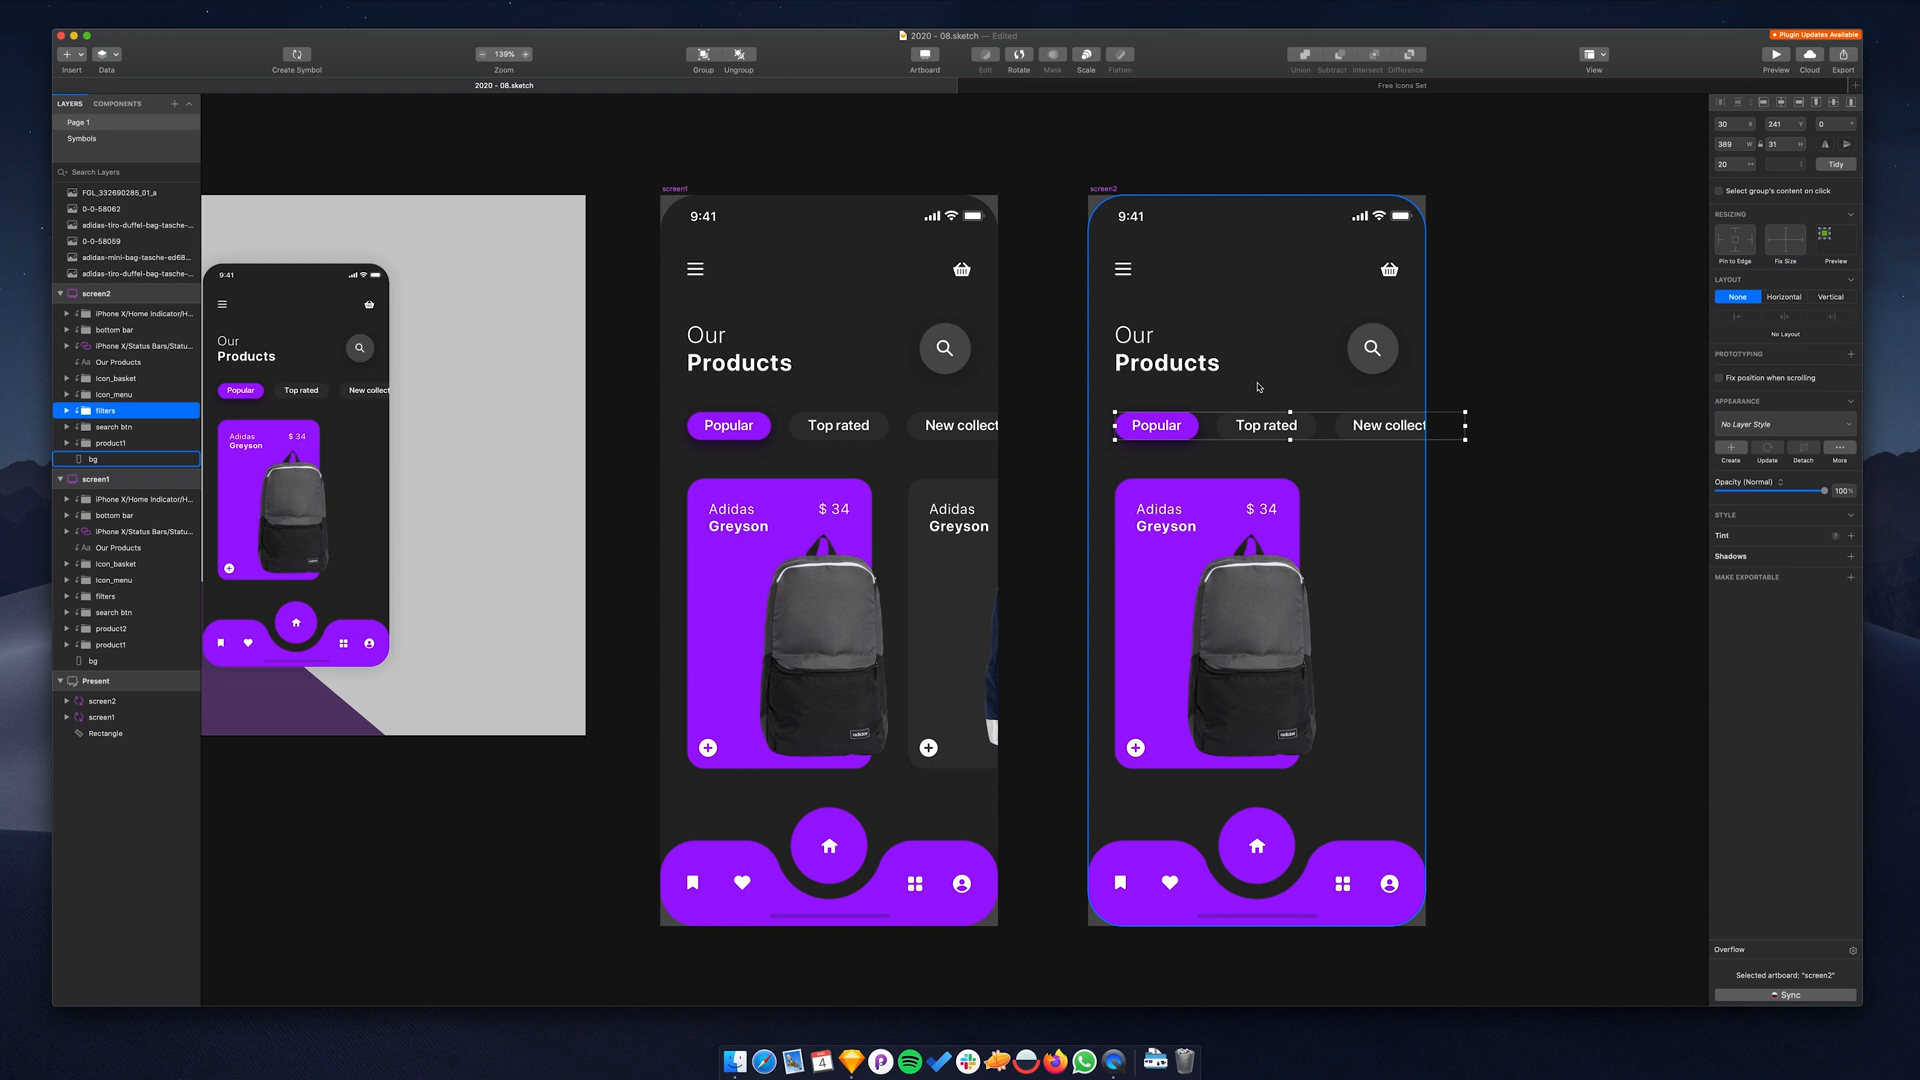 2020 - 08.sketch — Edited
Plugin Updates Available
Insert
Data
Create Symbol
139%
Zoom
Group
Ungroup
Artboard
Edit
Rotate
Mask
Scale
Flatten
Union
Subtract
Intersect
Difference
View
Preview
Cloud
Export
2020 - 08.sketch
Free Icons Set
LAYERS
COMPONENTS
Page 1
Symbols
Search Layers
FGL_332690285_01_a
0-0-58062
adidas-tiro-duffel-bag-tasche-...
0-0-58059
adidas-mini-bag-tasche-ed68...
adidas-tiro-duffel-bag-tasche-...
screen2
iPhone X/Home Indicator/H...
bottom bar
iPhone X/Status Bars/Statu...
Aa Our Products
Icon_basket
Icon_menu
filters
search btn
product1
bg
screen1
iPhone X/Home Indicator/H...
bottom bar
iPhone X/Status Bars/Statu...
Aa Our Products
Icon_basket
Icon_menu
filters
search btn
product2
product1
bg
Present
screen2
screen1
Rectangle
9:41
Our
Products
Popular
Top rated
New collect
Adidas
Greyson
$ 34
screen1
9:41
Our
Products
Popular
Top rated
New collect
Adidas
Greyson
$ 34
adidas
Adidas
Greyson
screen2
9:41
Our
Products
Popular
Top rated
New collect
Adidas
Greyson
$ 34
adidas
30 X
241 Y
0 °
389 W
31 H
20
Tidy
Select group's content on click
RESIZING
Pin to Edge
Fix Size
Preview
LAYOUT
None
Horizontal
Vertical
No Layout
PROTOTYPING
Fix position when scrolling
APPEARANCE
No Layer Style
Create
Update
Detach
More
Opacity (Normal)
100%
STYLE
Tint
?
Shadows
MAKE EXPORTABLE
Overflow
Selected artboard: "screen2"
Sync
4